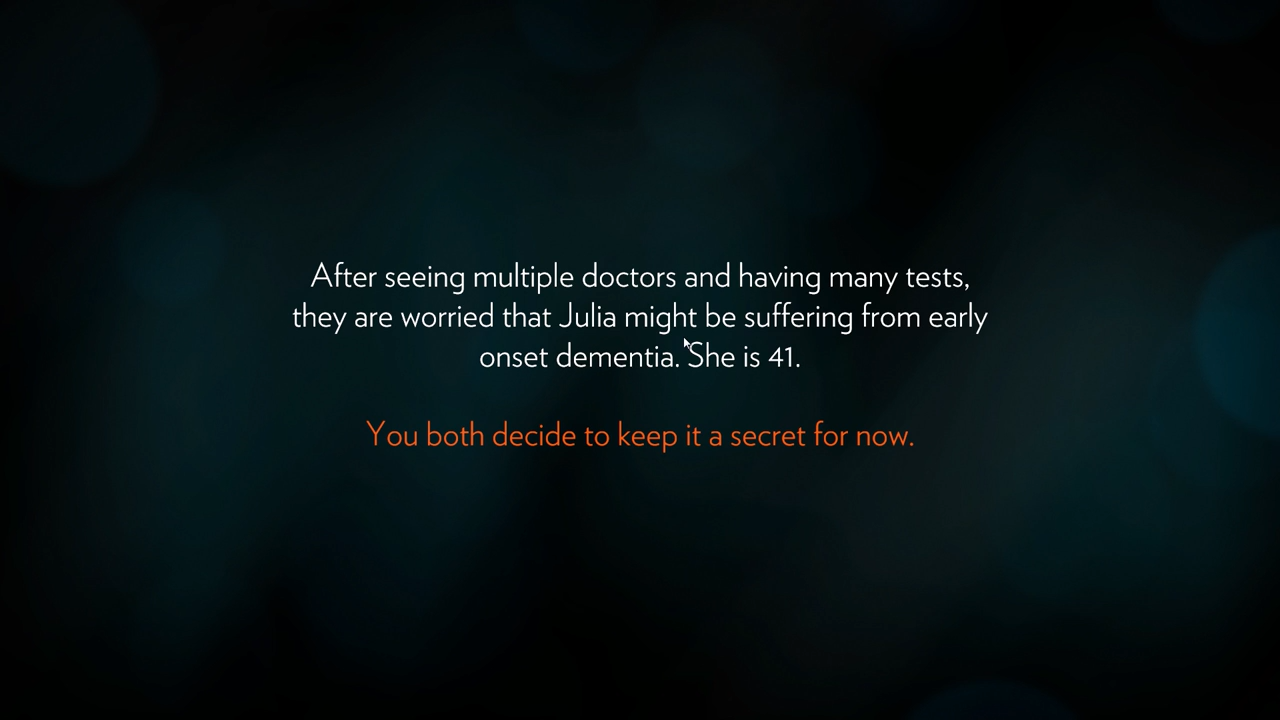 After seeing multiple doctors and having many tests,
they are worried that Julia might be suffering from early
onset dementia. She is 41.
You both decide to keep it a secret for now.